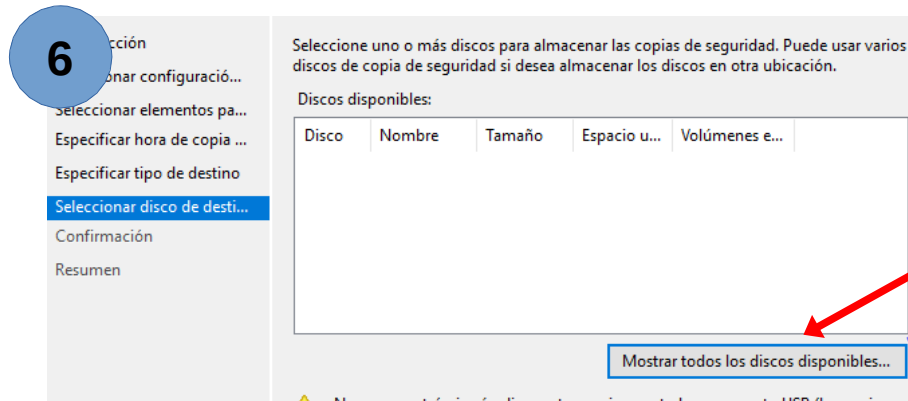 6
cción
onar configuració...
Seleccionar elementos pa...
Especificar hora de copia ...
Especificar tipo de destino
Seleccionar disco de desti...
Confirmación
Resumen
Seleccione uno o más discos para almacenar las copias de seguridad. Puede usar varios
discos de copia de seguridad si desea almacenar los discos en otra ubicación.
Discos disponibles:
Disco Nombre Tamaño Espacio u... Volúmenes e...
Mostrar todos los discos disponibles...